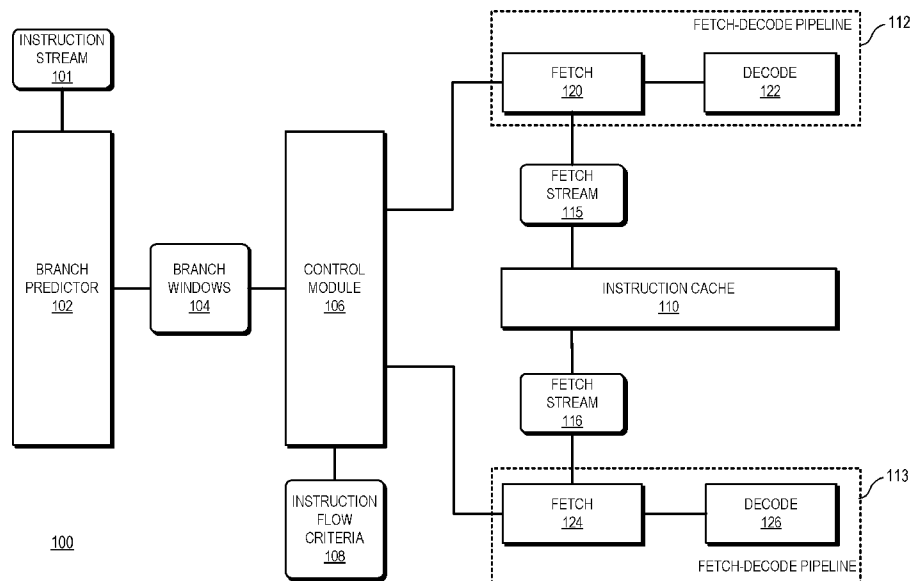 INSTRUCTION
STREAM
101
BRANCH
PREDICTOR
102
BRANCH
WINDOWS
104
CONTROL
MODULE
106
INSTRUCTION
FLOW
CRITERIA
108
FETCH-DECODE PIPELINE
112
FETCH
120
DECODE
122
FETCH
STREAM
115
INSTRUCTION CACHE
110
FETCH
STREAM
116
113
FETCH
124
DECODE
126
FETCH-DECODE PIPELINE
100